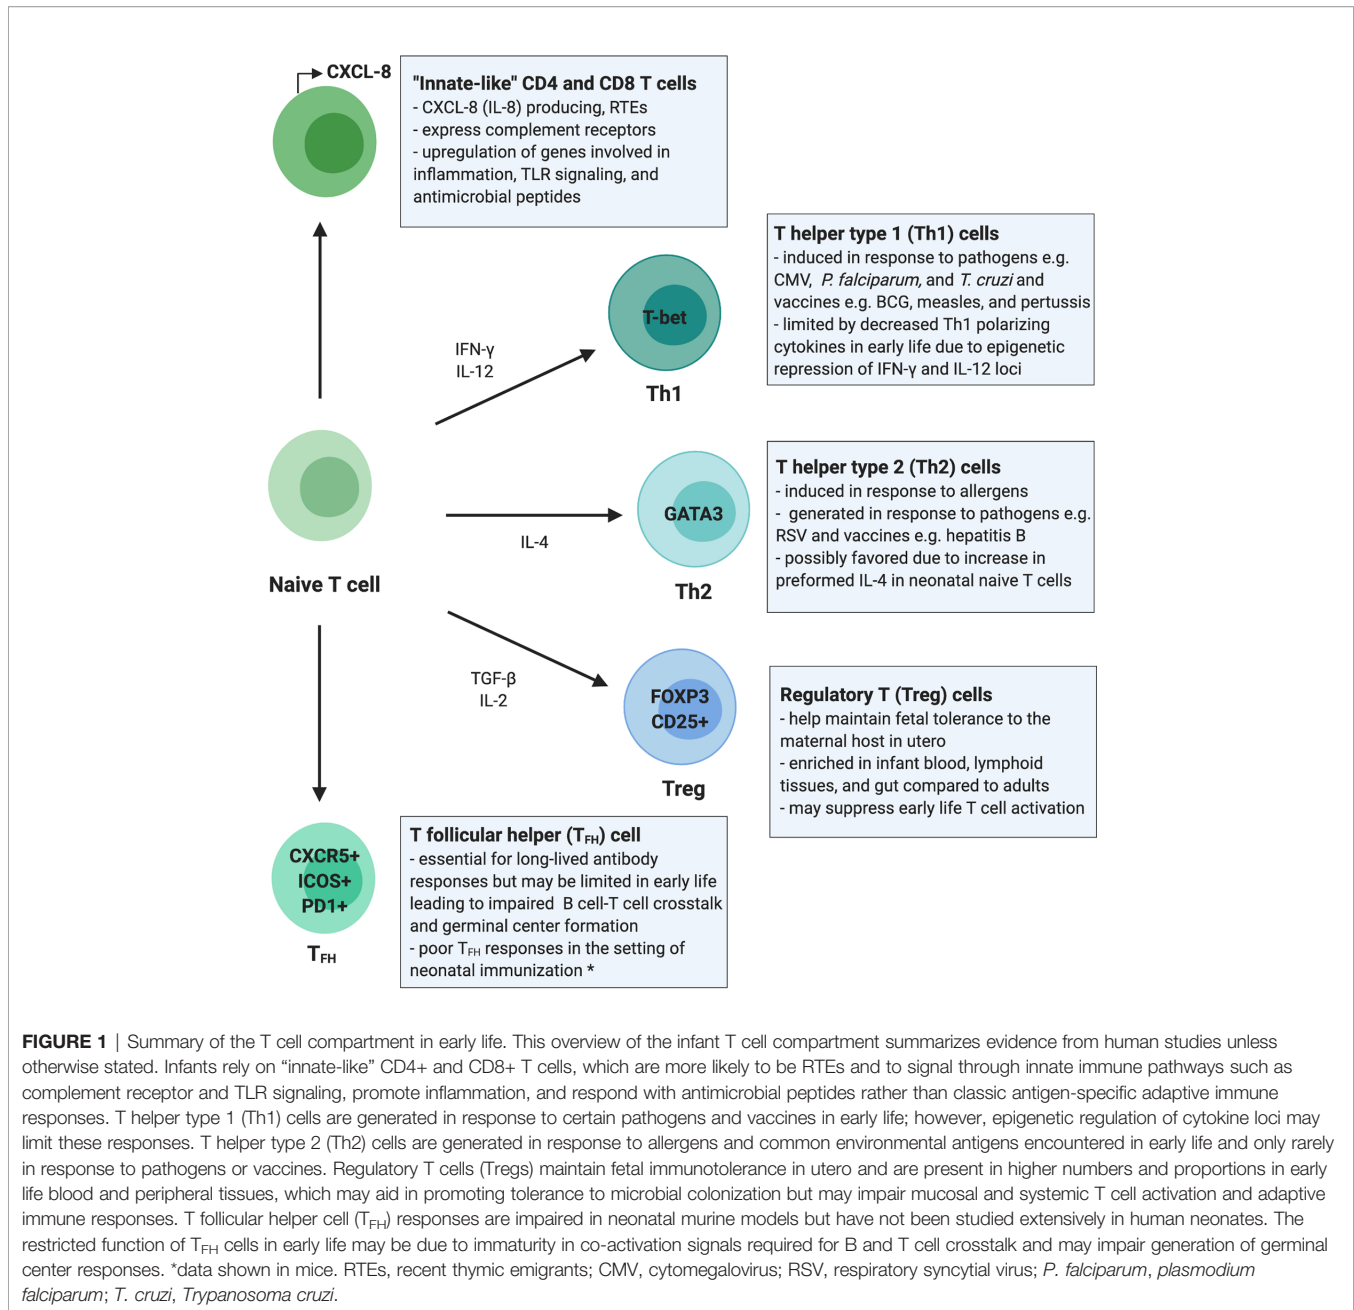 CXCL-8
"Innate-like" CD4 and CD8 T cells
- CXCL-8 (IL-8) producing, RTEs
- express complement receptors
- upregulation of genes involved in
inflammation, TLR signaling, and
antimicrobial peptides
T helper type 1 (Th1) cells
- induced in response to pathogens e.g.
CMV, P. falciparum, and T. cruzi and
vaccines e.g. BCG, measles, and pertussis
- limited by decreased Th1 polarizing
cytokines in early life due to epigenetic
repression of IFN-γ and IL-12 loci
T-bet
Th1
IFN-γ
IL-12
Naive T cell
IL-4
GATA3
Th2
T helper type 2 (Th2) cells
- induced in response to allergens
- generated in response to pathogens e.g.
RSV and vaccines e.g. hepatitis B
- possibly favored due to increase in
preformed IL-4 in neonatal naive T cells
TGF-β
IL-2
FOXP3
CD25+
Treg
Regulatory T (Treg) cells
- help maintain fetal tolerance to the
maternal host in utero
- enriched in infant blood, lymphoid
tissues, and gut compared to adults
- may suppress early life T cell activation
CXCR5+
ICOS+
PD1+
TFH
T follicular helper (TFH) cell
- essential for long-lived antibody
responses but may be limited in early life
leading to impaired B cell-T cell crosstalk
and germinal center formation
- poor TFH responses in the setting of
neonatal immunization *
FIGURE 1 | Summary of the T cell compartment in early life. This overview of the infant T cell compartment summarizes evidence from human studies unless
otherwise stated. Infants rely on “innate-like” CD4+ and CD8+ T cells, which are more likely to be RTEs and to signal through innate immune pathways such as
complement receptor and TLR signaling, promote inflammation, and respond with antimicrobial peptides rather than classic antigen-specific adaptive immune
responses. T helper type 1 (Th1) cells are generated in response to certain pathogens and vaccines in early life; however, epigenetic regulation of cytokine loci may
limit these responses. T helper type 2 (Th2) cells are generated in response to allergens and common environmental antigens encountered in early life and only rarely
in response to pathogens or vaccines. Regulatory T cells (Tregs) maintain fetal immunotolerance in utero and are present in higher numbers and proportions in early
life blood and peripheral tissues, which may aid in promoting tolerance to microbial colonization but may impair mucosal and systemic T cell activation and adaptive
immune responses. T follicular helper cell (TFH) responses are impaired in neonatal murine models but have not been studied extensively in human neonates. The
restricted function of TFH cells in early life may be due to immaturity in co-activation signals required for B and T cell crosstalk and may impair generation of germinal
center responses. *data shown in mice. RTEs, recent thymic emigrants; CMV, cytomegalovirus; RSV, respiratory syncytial virus; P. falciparum, plasmodium
falciparum; T. cruzi, Trypanosoma cruzi.